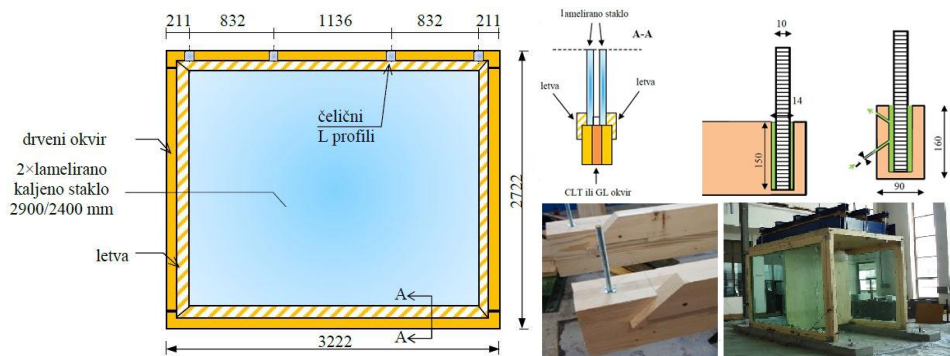 211 832 1136 832 211
drveni okvir
2×lamelirano
kaljeno staklo
2900/2400 mm
letva
čelični
L profili
A
A
2722
3222
lamelirano staklo
A-A
letva
letva
CLT ili GL okvir
10
14
150
160
90